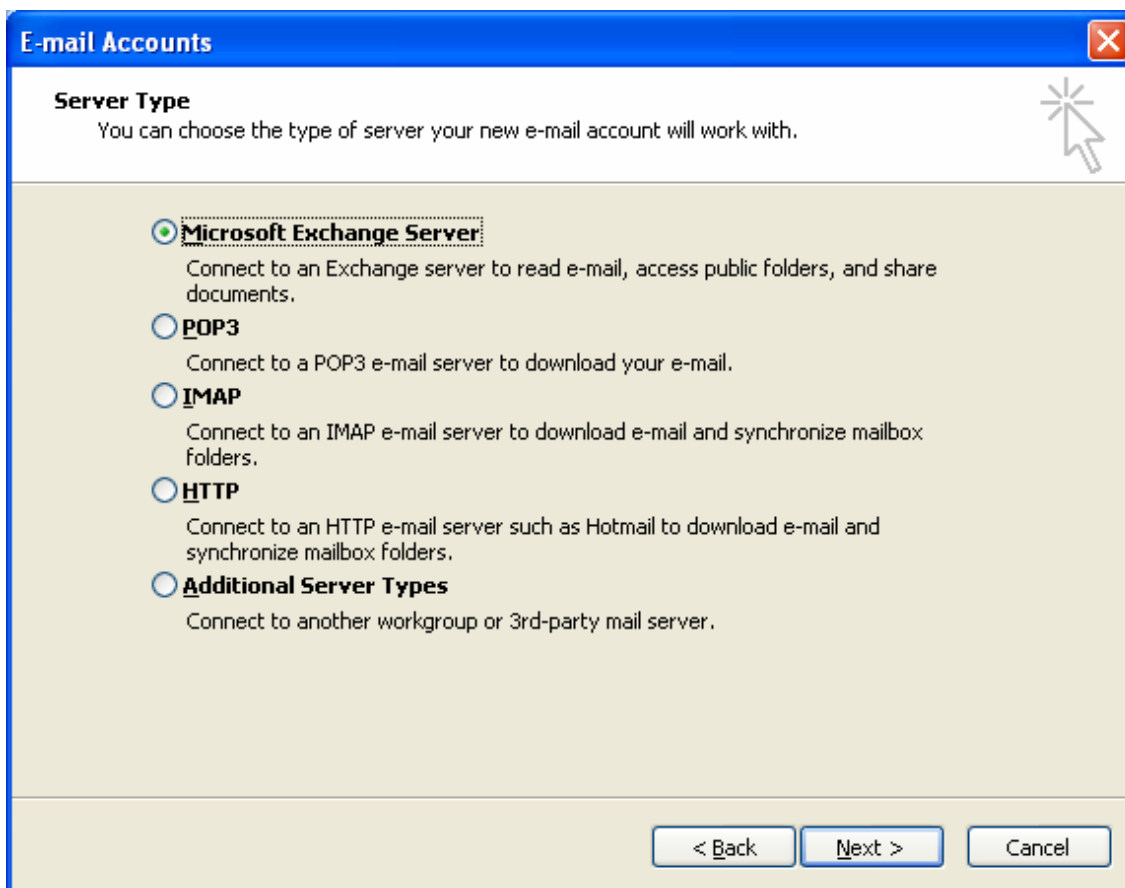 E-mail Accounts
Server Type
You can choose the type of server your new e-mail account will work with.
Microsoft Exchange Server
Connect to an Exchange server to read e-mail, access public folders, and share
documents.
POP3
Connect to a POP3 e-mail server to download your e-mail.
IMAP
Connect to an IMAP e-mail server to download e-mail and synchronize mailbox
folders.
HTTP
Connect to an HTTP e-mail server such as Hotmail to download e-mail and
synchronize mailbox folders.
Additional Server Types
Connect to another workgroup or 3rd-party mail server.
< Back Next > Cancel